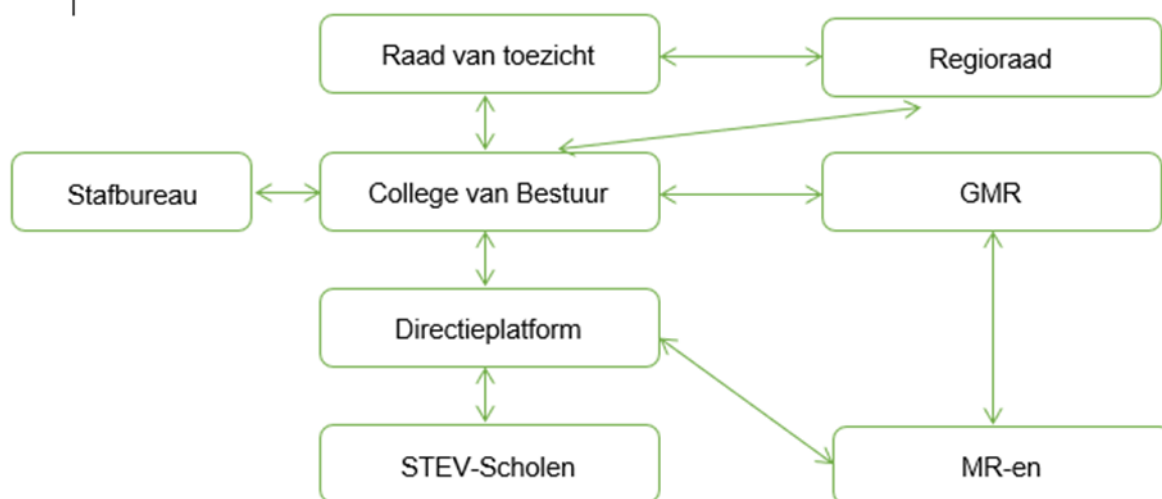 Raad van toezicht
Regioraad
Stafbureau
College van Bestuur
GMR
Directieplatform
STEV-Scholen
MR-en